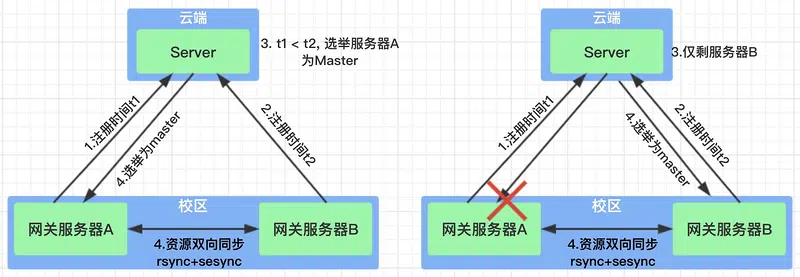 云端
Server
3. t1 < t2, 选举服务器A
为Master
1.注册时间t1
4.选举为master
2.注册时间t2
校区
网关服务器A
网关服务器B
4.资源双向同步
rsync+sesync
云端
Server
3.仅剩服务器B
1.注册时间t1
2.注册时间t2
4.选举为master
校区
网关服务器A
网关服务器B
4.资源双向同步
rsync+sesync